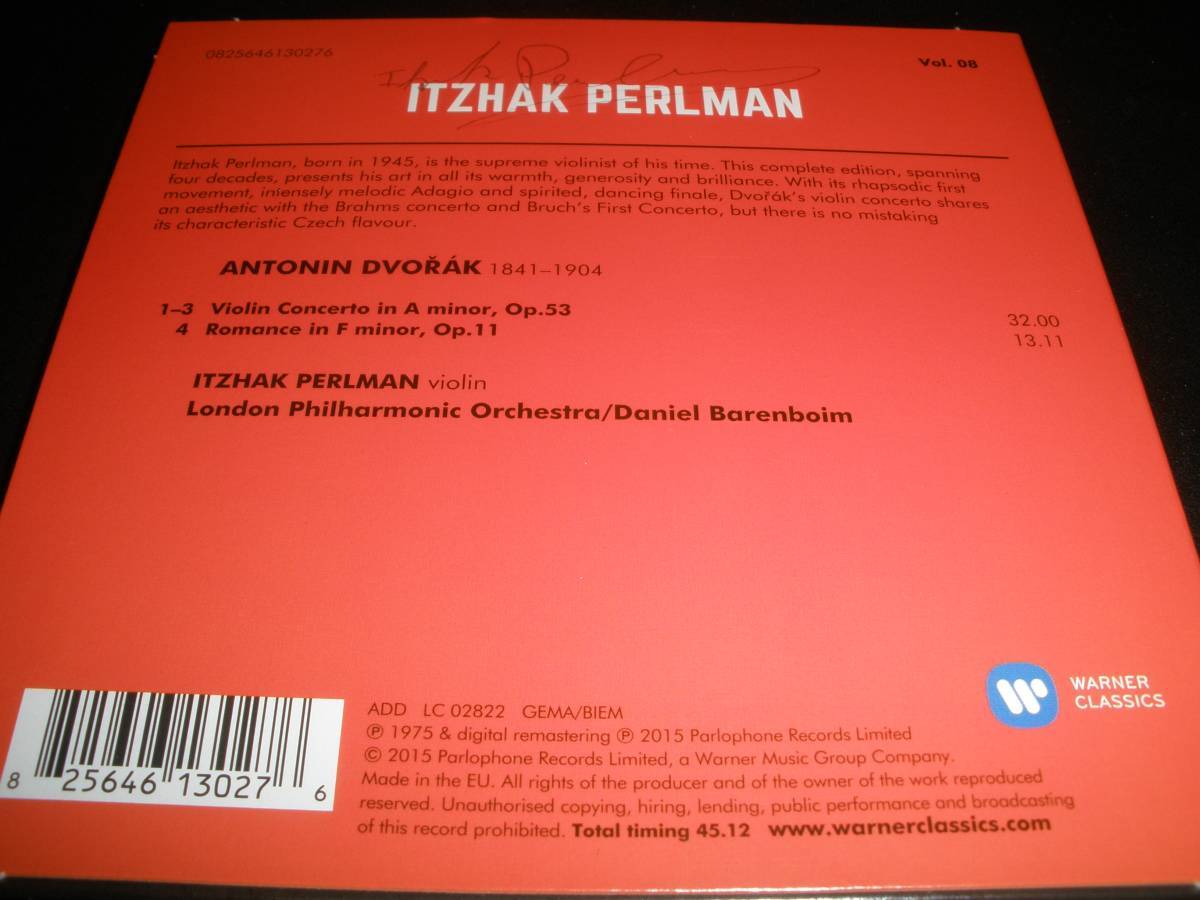 0825646130276
Vol. 08
Itzhak Perlman
ITZHAK PERLMAN
Itzhak Perlman, born in 1945, is the supreme violinist of his time. This complete edition, spanning
four decades, presents his art in all its warmth, generosity and brilliance. With its rhapsodic first
movement, iniensely melodic Adagio and spirited, dancing finale, Dvořák's violin concerto shares
an aesthetic with the Brahms concerto and Bruch's First Concerto, but there is no mistaking
its characteristic Czech flavour.
ANTONIN DVOŘÁK 1841–1904
1–3 Violin Concerto in A minor, Op.53 32.00
4 Romance in F minor, Op.11 13.11
ITZHAK PERLMAN violin
London Philharmonic Orchestra/Daniel Barenboim
WARNER
CLASSICS
ADD LC 02822 GEMA/BIEM
℗ 1975 & digital remastering ℗ 2015 Parlophone Records Limited
© 2015 Parlophone Records Limited, a Warner Music Group Company.
Made in the EU. All rights of the producer and of the owner of the work reproduced
reserved. Unauthorised copying, hiring, lending, public performance and broadcasting
of this record prohibited. Total timing 45.12 www.warnerclassics.com
8 25646 13027 6